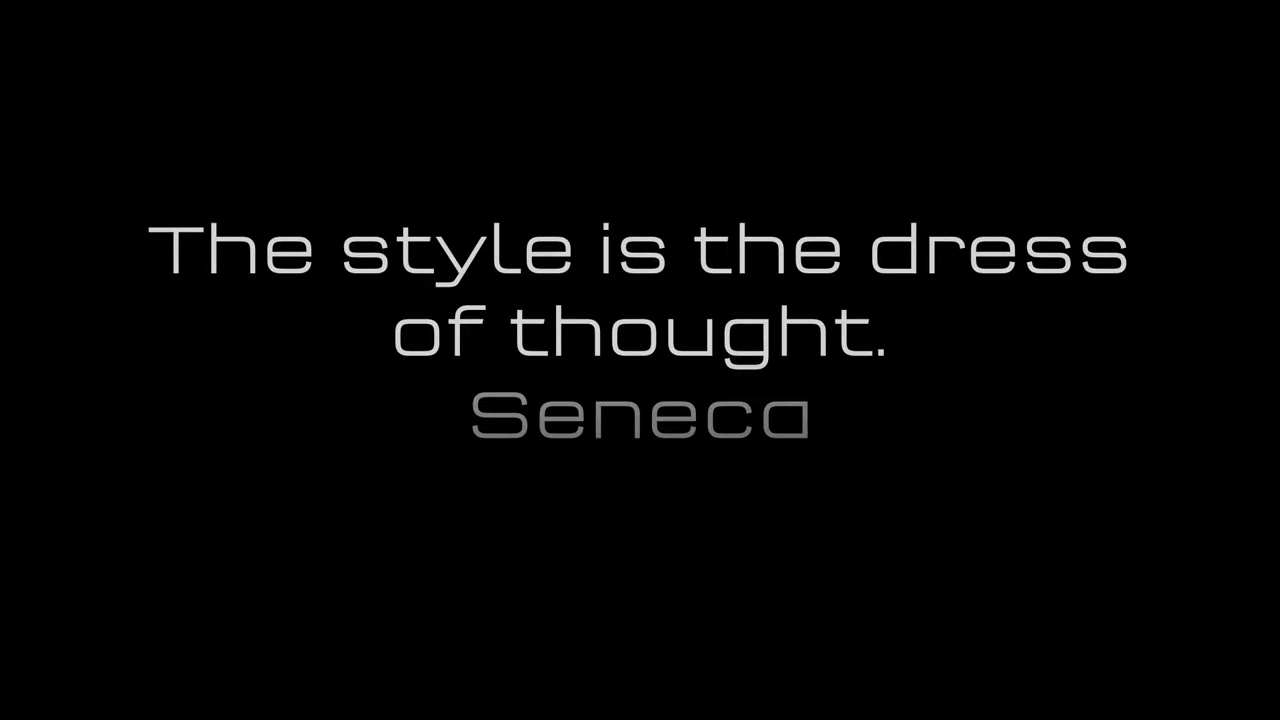 The style is the dress
of thought.
Seneca